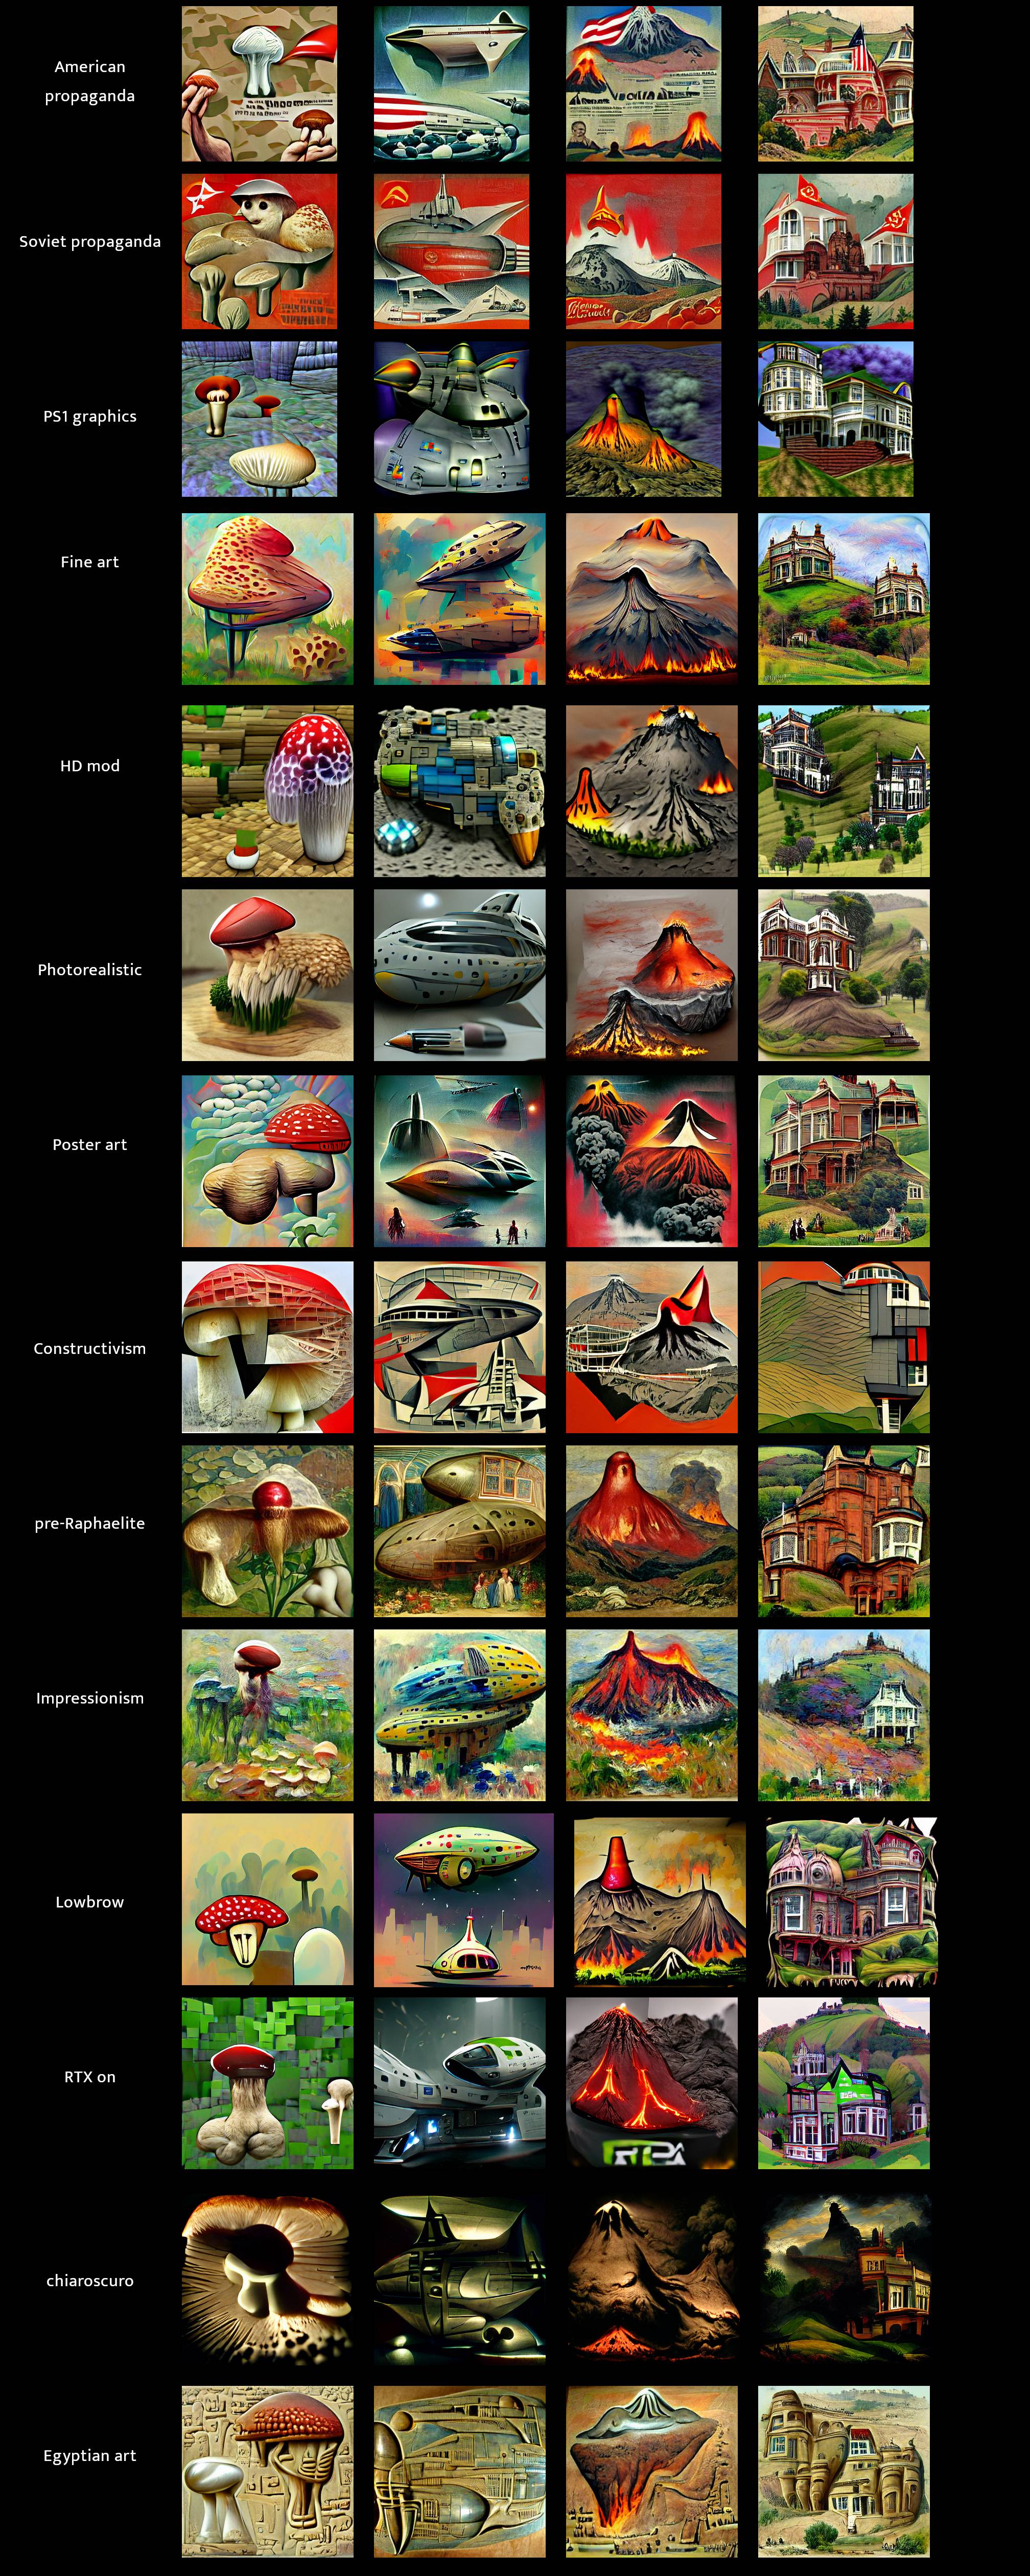 American
propaganda
Soviet propaganda
PS1 graphics
Fine art
HD mod
Photorealistic
Poster art
Constructivism
pre-Raphaelite
Impressionism
Lowbrow
RTX on
chiaroscuro
Egyptian art